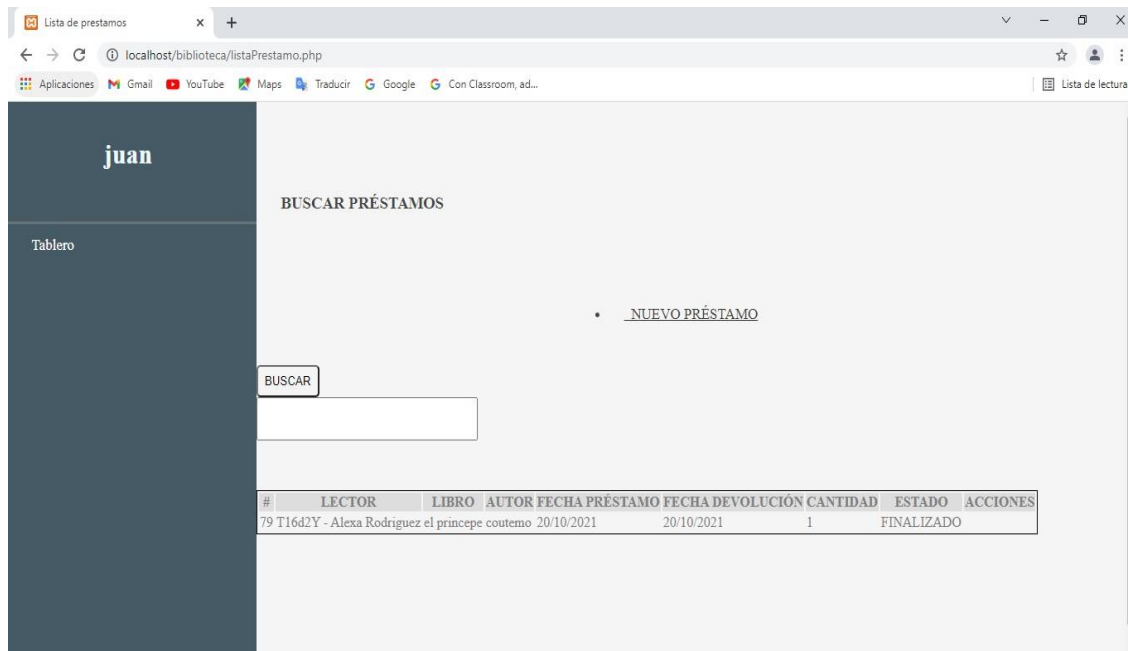 Lista de prestamos
localhost/biblioteca/listaPrestamo.php
Aplicaciones Gmail YouTube Maps Traducir Google Con Classroom, ad... Lista de lectura
juan
BUSCAR PRÉSTAMOS
Tablero
NUEVO PRÉSTAMO
BUSCAR
# LECTOR LIBRO AUTOR FECHA PRÉSTAMO FECHA DEVOLUCIÓN CANTIDAD ESTADO ACCIONES
79 T16d2Y - Alexa Rodriguez el princepe coutemo 20/10/2021 20/10/2021 1 FINALIZADO